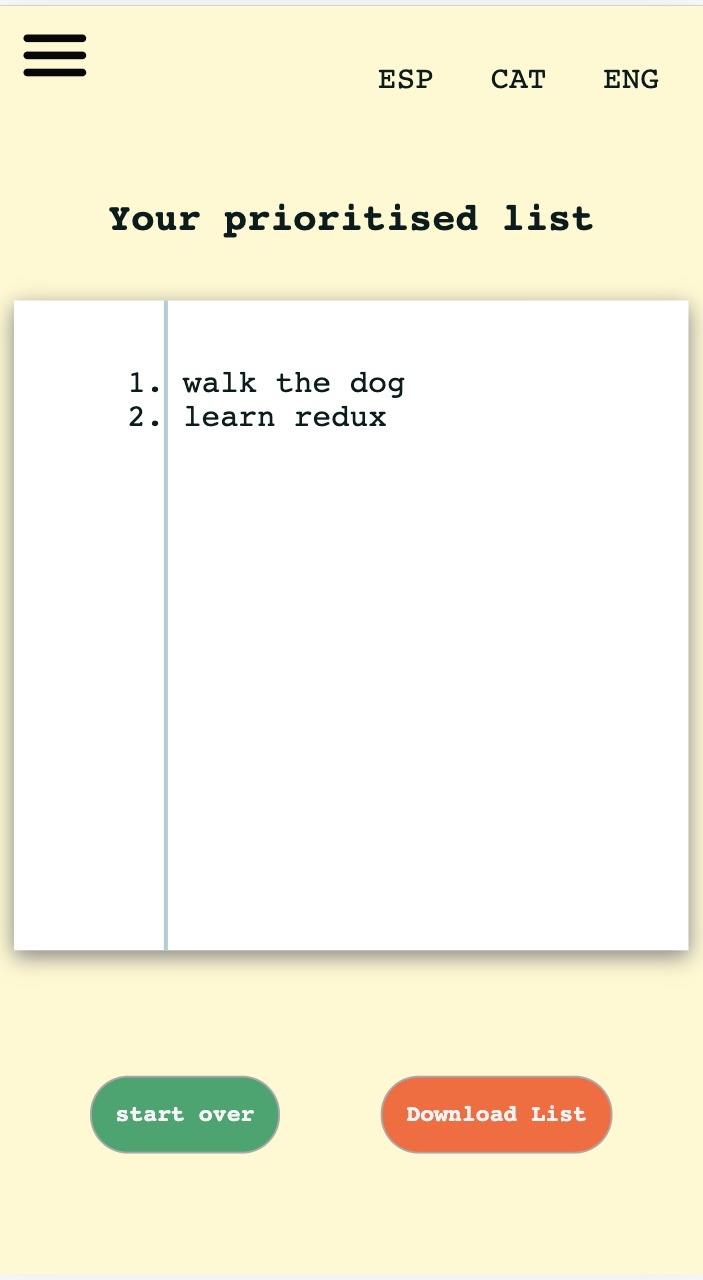 ESP CAT ENG
Your prioritised list
1. walk the dog
2. learn redux
start over Download List